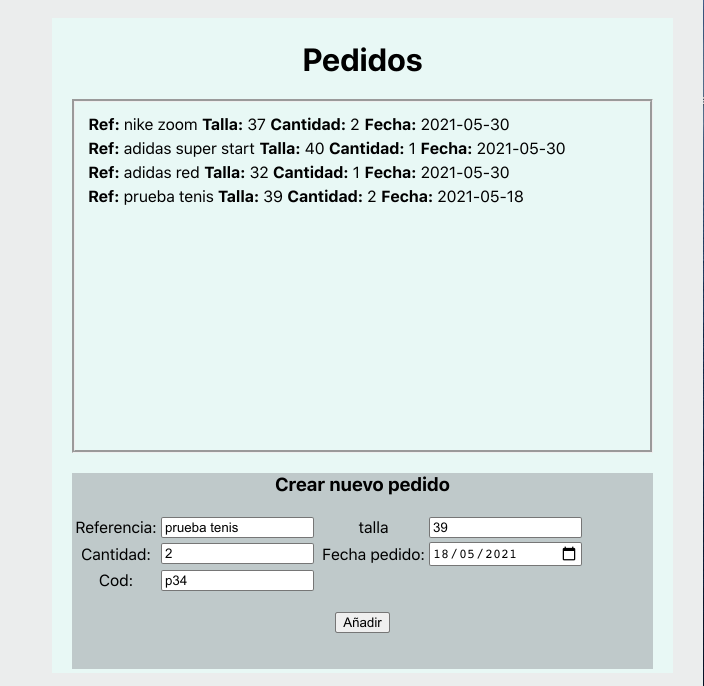 Pedidos
Ref: nike zoom Talla: 37 Cantidad: 2 Fecha: 2021-05-30
Ref: adidas super start Talla: 40 Cantidad: 1 Fecha: 2021-05-30
Ref: adidas red Talla: 32 Cantidad: 1 Fecha: 2021-05-30
Ref: prueba tenis Talla: 39 Cantidad: 2 Fecha: 2021-05-18
Crear nuevo pedido
Referencia: prueba tenis talla 39
Cantidad: 2 Fecha pedido: 18/05/2021
Cod: p34
Añadir